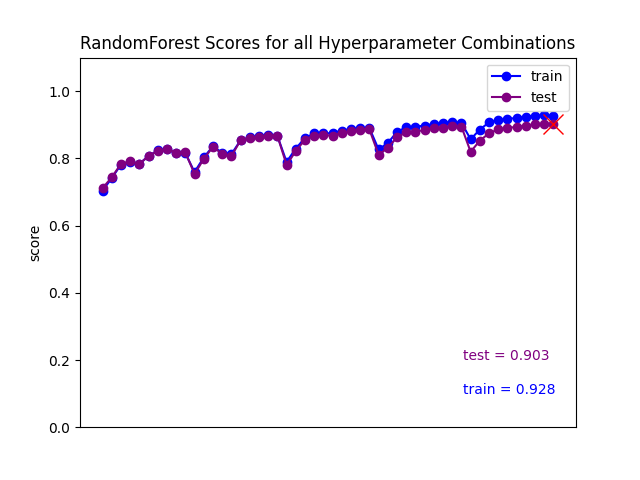 RandomForest Scores for all Hyperparameter Combinations
train
test
1.0
0.8
0.6
0.4
0.2
0.0
score
test = 0.903
train = 0.928